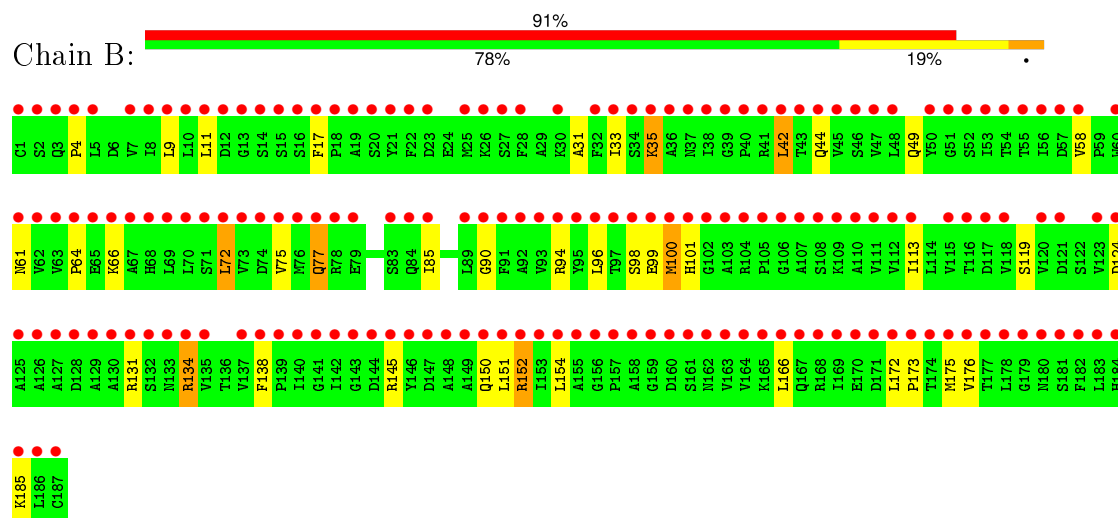 91%
Chain B:
78% 19% •
C1 S2 Q3 P4 L5 D6 V7 I8 L9 L10 L11 D12 G13 S14 S15 S16 F17 P18 A19 S20 Y21 F22 D23 E24 M25 K26 S27 F28 A29 K30 A31 F32 I33 S34 K35 A36 N37 I38 G39 P40 R41 L42 T43 Q44 V45 S46 V47 L48 Q49 Y50 G51 S52 I53 T54 T55 I56 D57 V58 P59 W60
N61 V62 V63 P64 E65 K66 A67 H68 L69 L70 S71 L72 V73 D74 V75 M76 Q77 R78 E79 S83 Q84 I85 L89 G90 F91 A92 V93 R94 Y95 L96 T97 S98 E99 M100 H101 G102 A103 R104 P105 G106 A107 S108 K109 A110 V111 V112 I113 L114 V115 T116 D117 V118 S119 V120 D121 S122 V123 D124
A125 A126 A127 D128 A129 A130 R131 S132 N133 R134 V135 T136 V137 F138 P139 I140 G141 I142 G143 D144 R145 Y146 D147 A148 A149 Q150 L151 R152 I153 L154 A155 G156 P157 A158 G159 D160 S161 N162 V163 V164 K165 L166 Q167 R168 I169 E170 D171 L172 P173 T174 M175 V176 T177 L178 G179 N180 S181 F182 L183 H184
K185 L186 C187